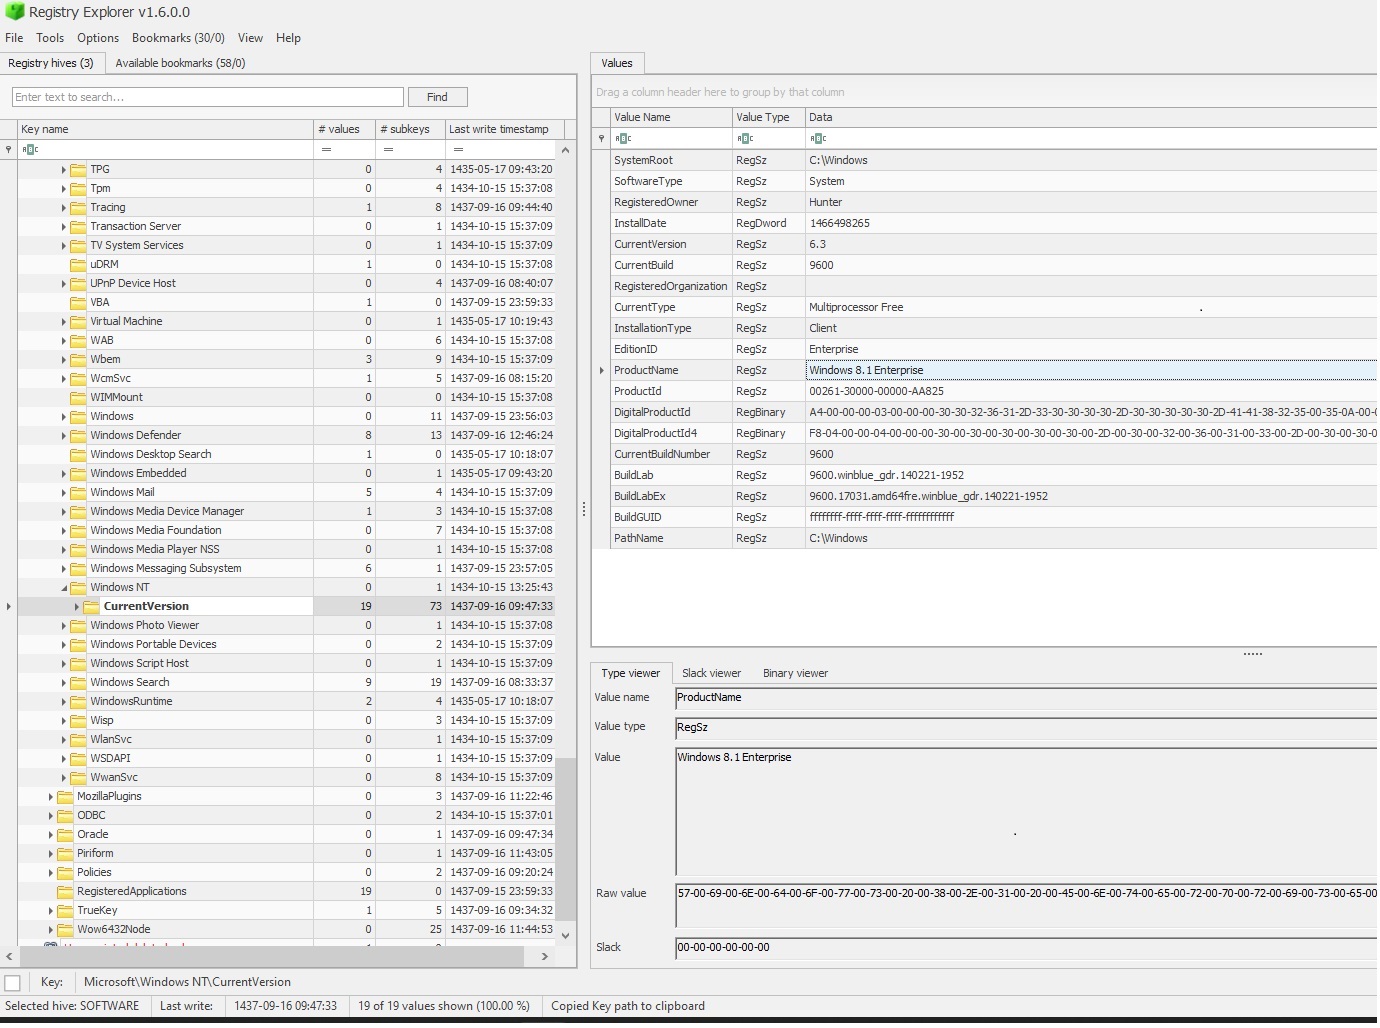 Registry Explorer v1.6.0.0
File Tools Options Bookmarks (30/0) View Help
Registry hives (3) Available bookmarks (58/0)
Enter text to search... Find
Key name # values # subkeys Last write timestamp
ABC = = =
TPG 0 4 1435-05-17 09:43:20
Tpm 0 4 1434-10-15 15:37:08
Tracing 1 8 1437-09-16 09:44:40
Transaction Server 0 1 1434-10-15 15:37:09
TV System Services 0 1 1434-10-15 15:37:09
uDRM 1 0 1434-10-15 15:37:08
UPnP Device Host 0 4 1437-09-16 08:40:07
VBA 1 0 1437-09-15 23:59:33
Virtual Machine 0 1 1435-05-17 10:19:43
WAB 0 6 1434-10-15 15:37:08
Wbem 3 9 1434-10-15 15:37:09
WcmSvc 1 5 1437-09-16 08:15:20
WIMMount 0 0 1434-10-15 15:37:08
Windows 0 11 1437-09-15 23:56:03
Windows Defender 8 13 1437-09-16 12:46:24
Windows Desktop Search 1 0 1435-05-17 10:18:07
Windows Embedded 0 1 1435-05-17 09:43:20
Windows Mail 5 4 1434-10-15 15:37:09
Windows Media Device Manager 1 3 1434-10-15 15:37:08
Windows Media Foundation 0 7 1434-10-15 15:37:08
Windows Media Player NSS 0 1 1434-10-15 15:37:08
Windows Messaging Subsystem 6 1 1437-09-15 23:57:05
Windows NT 0 1 1434-10-15 13:25:43
CurrentVersion 19 73 1437-09-16 09:47:33
Windows Photo Viewer 0 1 1434-10-15 15:37:08
Windows Portable Devices 0 2 1434-10-15 15:37:09
Windows Script Host 0 1 1434-10-15 15:37:09
Windows Search 9 19 1437-09-16 08:33:37
WindowsRuntime 2 4 1435-05-17 10:18:07
Wisp 0 3 1434-10-15 15:37:09
WlanSvc 0 1 1434-10-15 15:37:09
WSDAPI 0 1 1434-10-15 15:37:09
WwanSvc 0 8 1434-10-15 15:37:09
MozillaPlugins 0 3 1437-09-16 11:22:46
ODBC 0 2 1434-10-15 15:37:01
Oracle 0 1 1437-09-16 09:47:34
Piriform 0 1 1437-09-16 11:43:05
Policies 0 2 1437-09-16 09:20:24
RegisteredApplications 19 0 1437-09-15 23:59:33
TrueKey 1 5 1437-09-16 09:34:32
Wow6432Node 0 25 1437-09-16 11:44:53
Values
Drag a column header here to group by that column
Value Name Value Type Data
ABC ABC ABC
SystemRoot RegSz C:\Windows
SoftwareType RegSz System
RegisteredOwner RegSz Hunter
InstallDate RegDword 1466498265
CurrentVersion RegSz 6.3
CurrentBuild RegSz 9600
RegisteredOrganization RegSz
CurrentType RegSz Multiprocessor Free
InstallationType RegSz Client
EditionID RegSz Enterprise
ProductName RegSz Windows 8.1 Enterprise
ProductId RegSz 00261-30000-00000-AA825
DigitalProductId RegBinary A4-00-00-00-03-00-00-00-30-30-32-36-31-2D-33-30-30-30-30-2D-30-30-30-30-30-2D-41-41-38-32-35-00-35-0A-00-0
DigitalProductId4 RegBinary F8-04-00-00-04-00-00-00-30-00-30-00-30-00-30-00-30-00-2D-00-30-00-32-00-36-00-31-00-33-00-2D-00-30-00-30-0
CurrentBuildNumber RegSz 9600
BuildLab RegSz 9600.winblue_gdr.140221-1952
BuildLabEx RegSz 9600.17031.amd64fre.winblue_gdr.140221-1952
BuildGUID RegSz ffffffff-ffff-ffff-ffff-ffffffffffff
PathName RegSz C:\Windows
Type viewer Slack viewer Binary viewer
Value name ProductName
Value type RegSz
Value Windows 8.1 Enterprise
Raw value 57-00-69-00-6E-00-64-00-6F-00-77-00-73-00-20-00-38-00-2E-00-31-00-20-00-45-00-6E-00-74-00-65-00-72-00-70-00-72-00-69-00-73-00-65-00
Slack 00-00-00-00-00-00
Key: Microsoft\Windows NT\CurrentVersion
Selected hive: SOFTWARE Last write: 1437-09-16 09:47:33 19 of 19 values shown (100.00 %) Copied Key path to clipboard